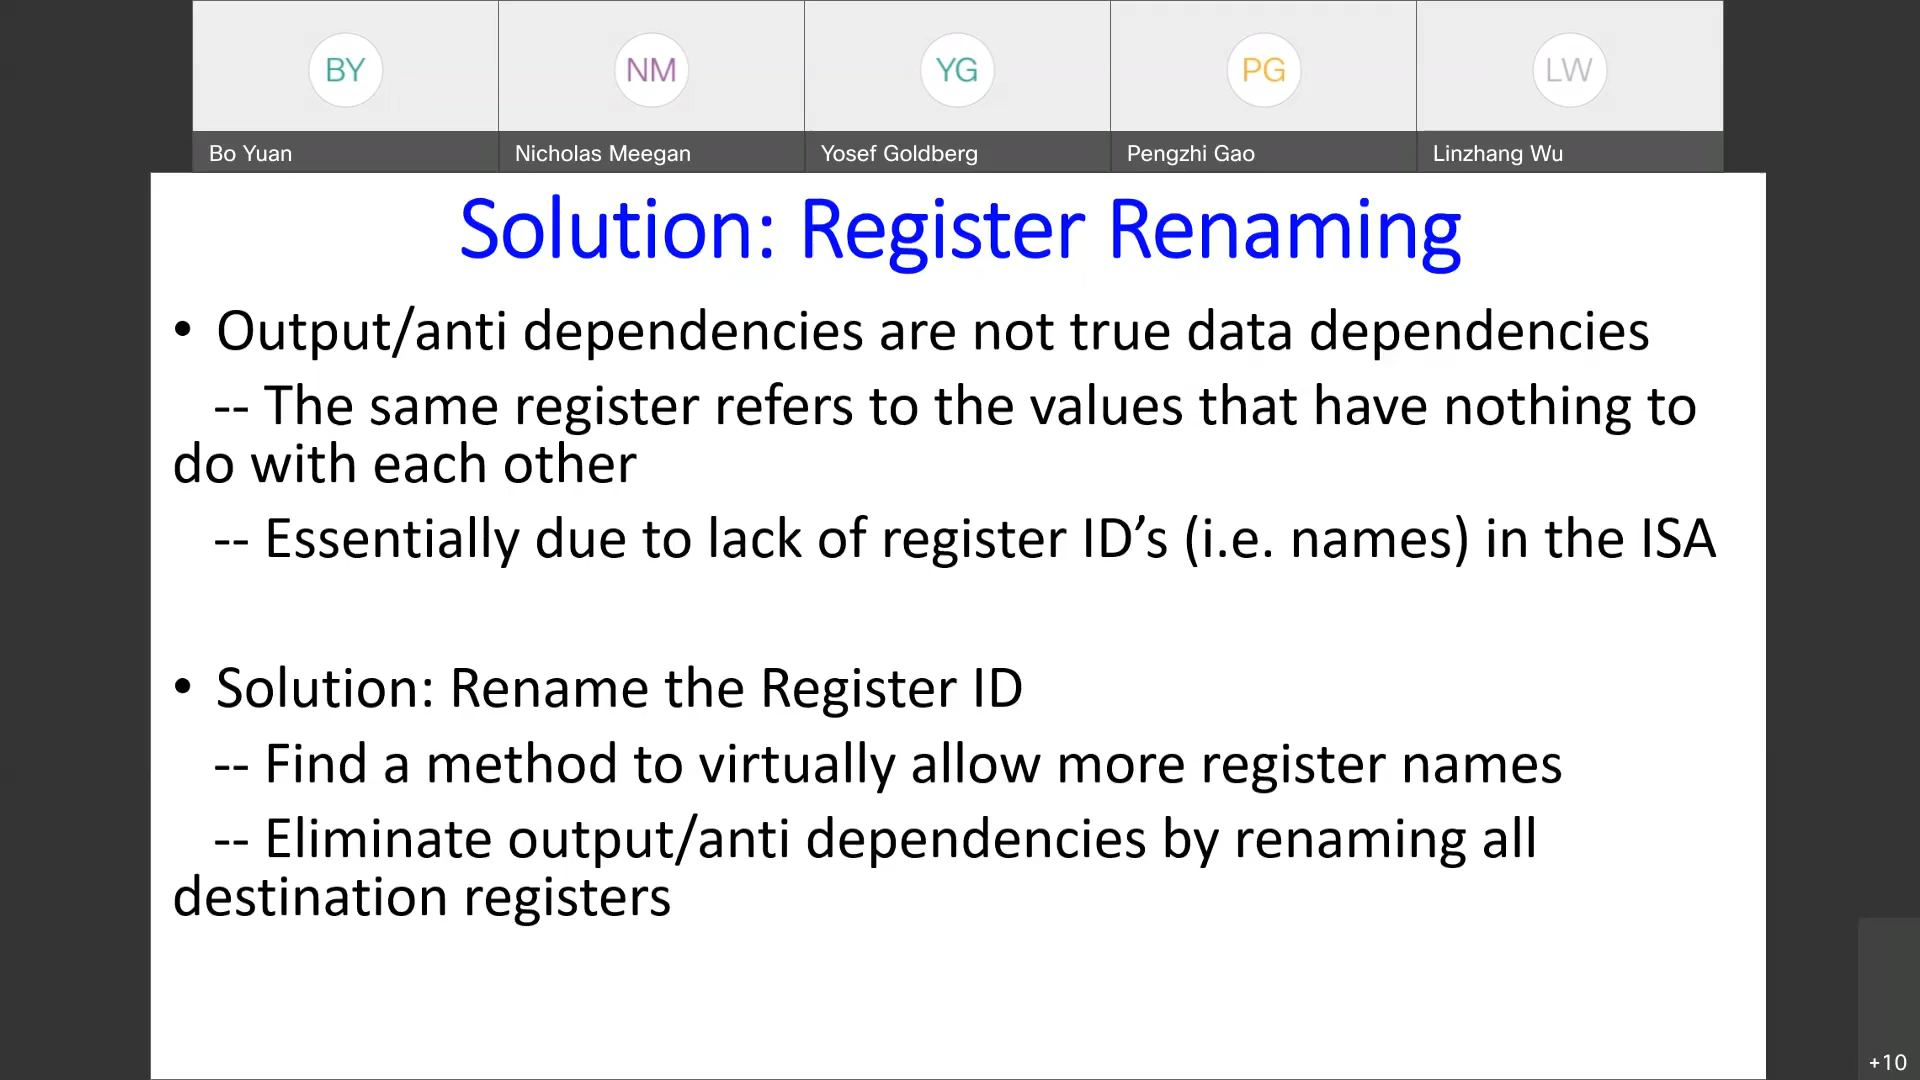 BY
NM
YG
PG
LW
Bo Yuan
Nicholas Meegan
Yosef Goldberg
Pengzhi Gao
Linzhang Wu
Solution: Register Renaming
• Output/anti dependencies are not true data dependencies
-- The same register refers to the values that have nothing to
do with each other
-- Essentially due to lack of register ID’s (i.e. names) in the ISA
• Solution: Rename the Register ID
-- Find a method to virtually allow more register names
-- Eliminate output/anti dependencies by renaming all
destination registers
+10